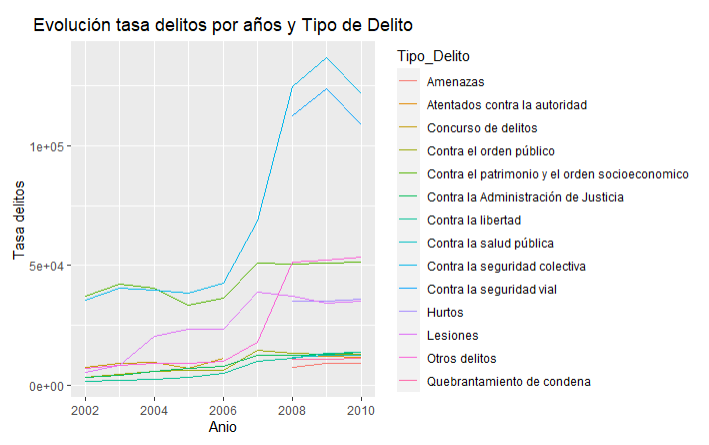 Evolución tasa delitos por años y Tipo de Delito
Tasa delitos
1e+05
5e+04
0e+00
2002 2004 2006 2008 2010
Anio
Tipo_Delito
Amenazas
Atentados contra la autoridad
Concurso de delitos
Contra el orden público
Contra el patrimonio y el orden socioeconomico
Contra la Administración de Justicia
Contra la libertad
Contra la salud pública
Contra la seguridad colectiva
Contra la seguridad vial
Hurtos
Lesiones
Otros delitos
Quebrantamiento de condena